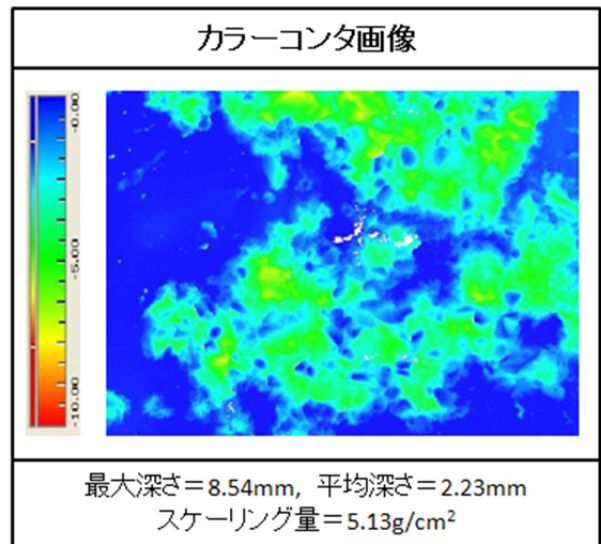 カラーコンタ画像
-0.00
-5.00
-10.00
最大深さ＝8.54mm, 平均深さ＝2.23mm
スケーリング量＝5.13g/cm²